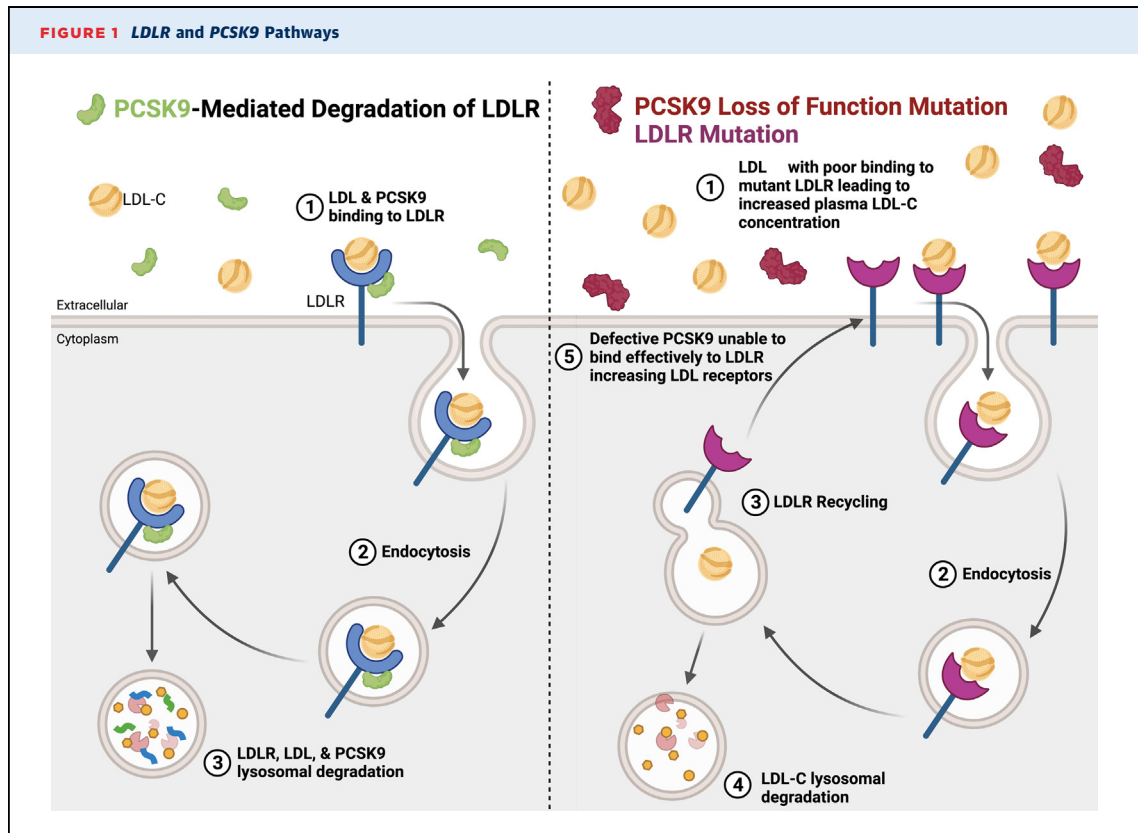 FIGURE 1 LDLR and PCSK9 Pathways
PCSK9-Mediated Degradation of LDLR
LDL-C
1 LDL & PCSK9
binding to LDLR
LDLR
Extracellular
Cytoplasm
2 Endocytosis
3 LDLR, LDL, & PCSK9
lysosomal degradation
PCSK9 Loss of Function Mutation
LDLR Mutation
1 LDL with poor binding to
mutant LDLR leading to
increased plasma LDL-C
concentration
5 Defective PCSK9 unable to
bind effectively to LDLR
increasing LDL receptors
3 LDLR Recycling
2 Endocytosis
4 LDL-C lysosomal
degradation